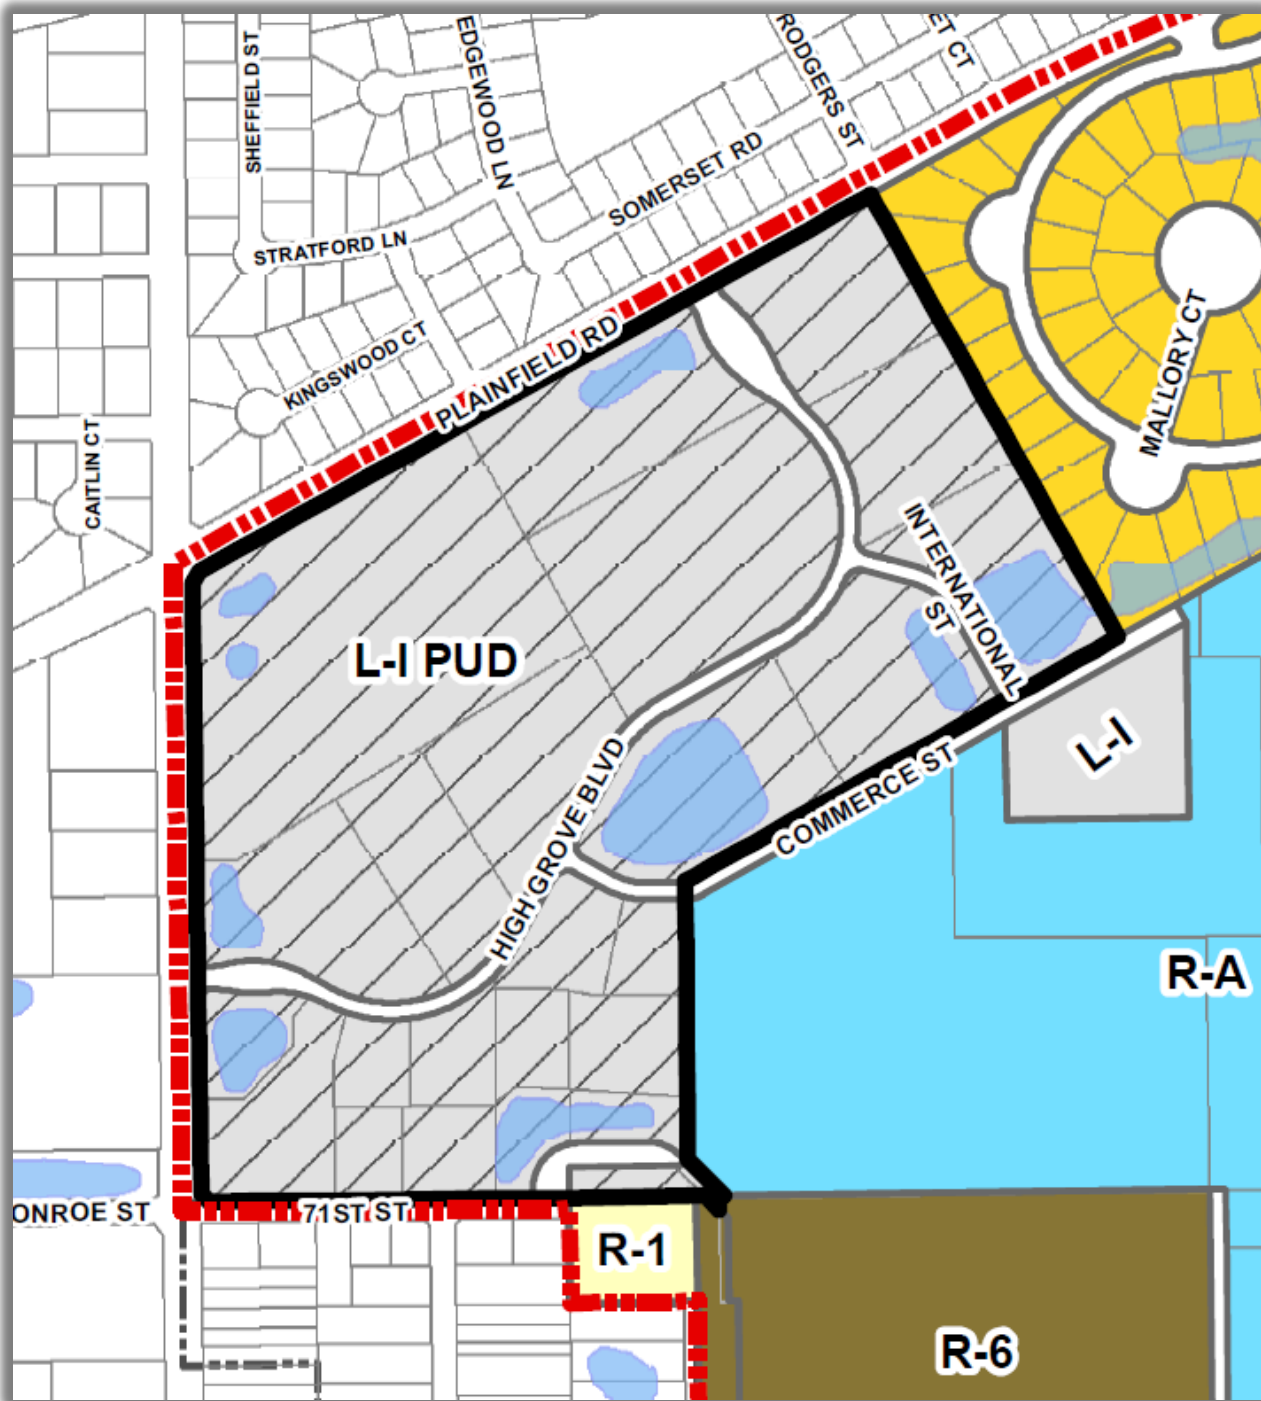 SHEFFIELD ST
EDGEWOOD LN
RODGERS ST
ET CT
SOMERSET RD
STRATFORD LN
KINGSWOOD CT
PLAINFIELD RD
MALLORY CT
CAITLIN CT
INTERNATIONAL
ST
L-I PUD
L-I
HIGH GROVE BLVD
COMMERCE ST
R-A
ONROE ST
71ST ST
R-1
R-6